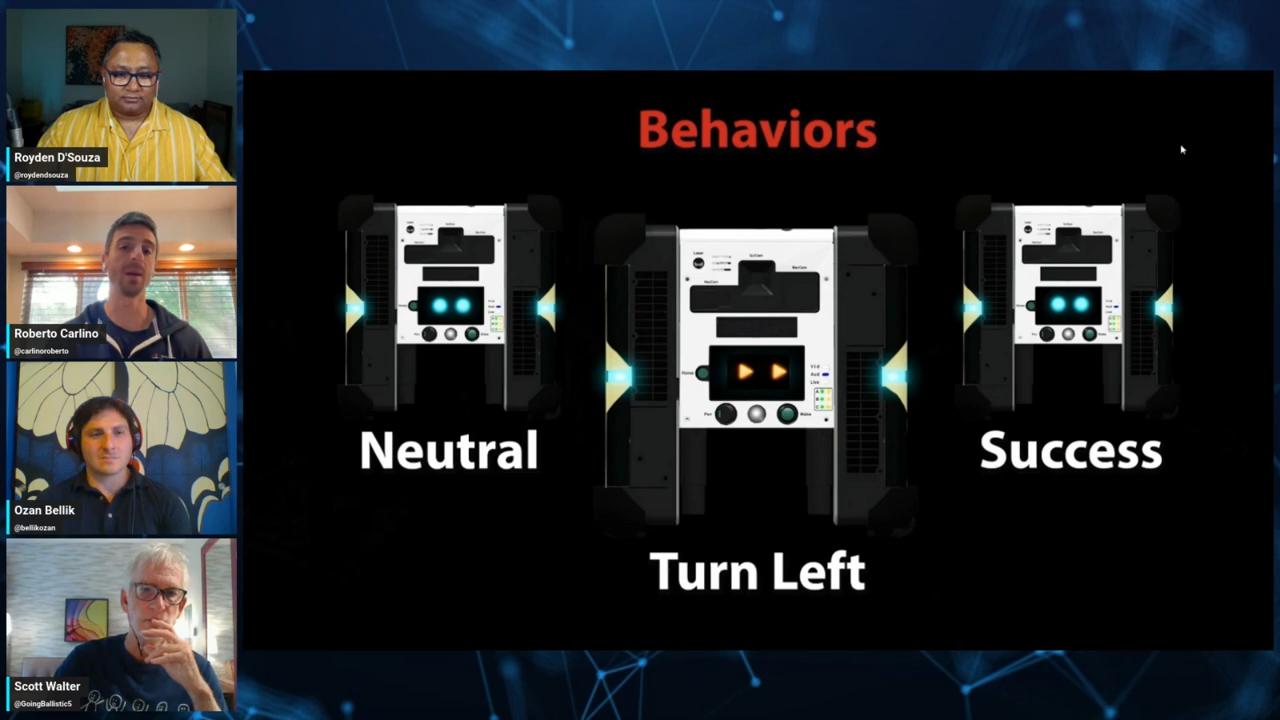 Royden D'Souza
@roydendsouza
Roberto Carlino
@carlinoroberto
Ozan Bellik
@bellikozan
Scott Walter
@GoingBallistic5
Behaviors
Neutral
Turn Left
Success